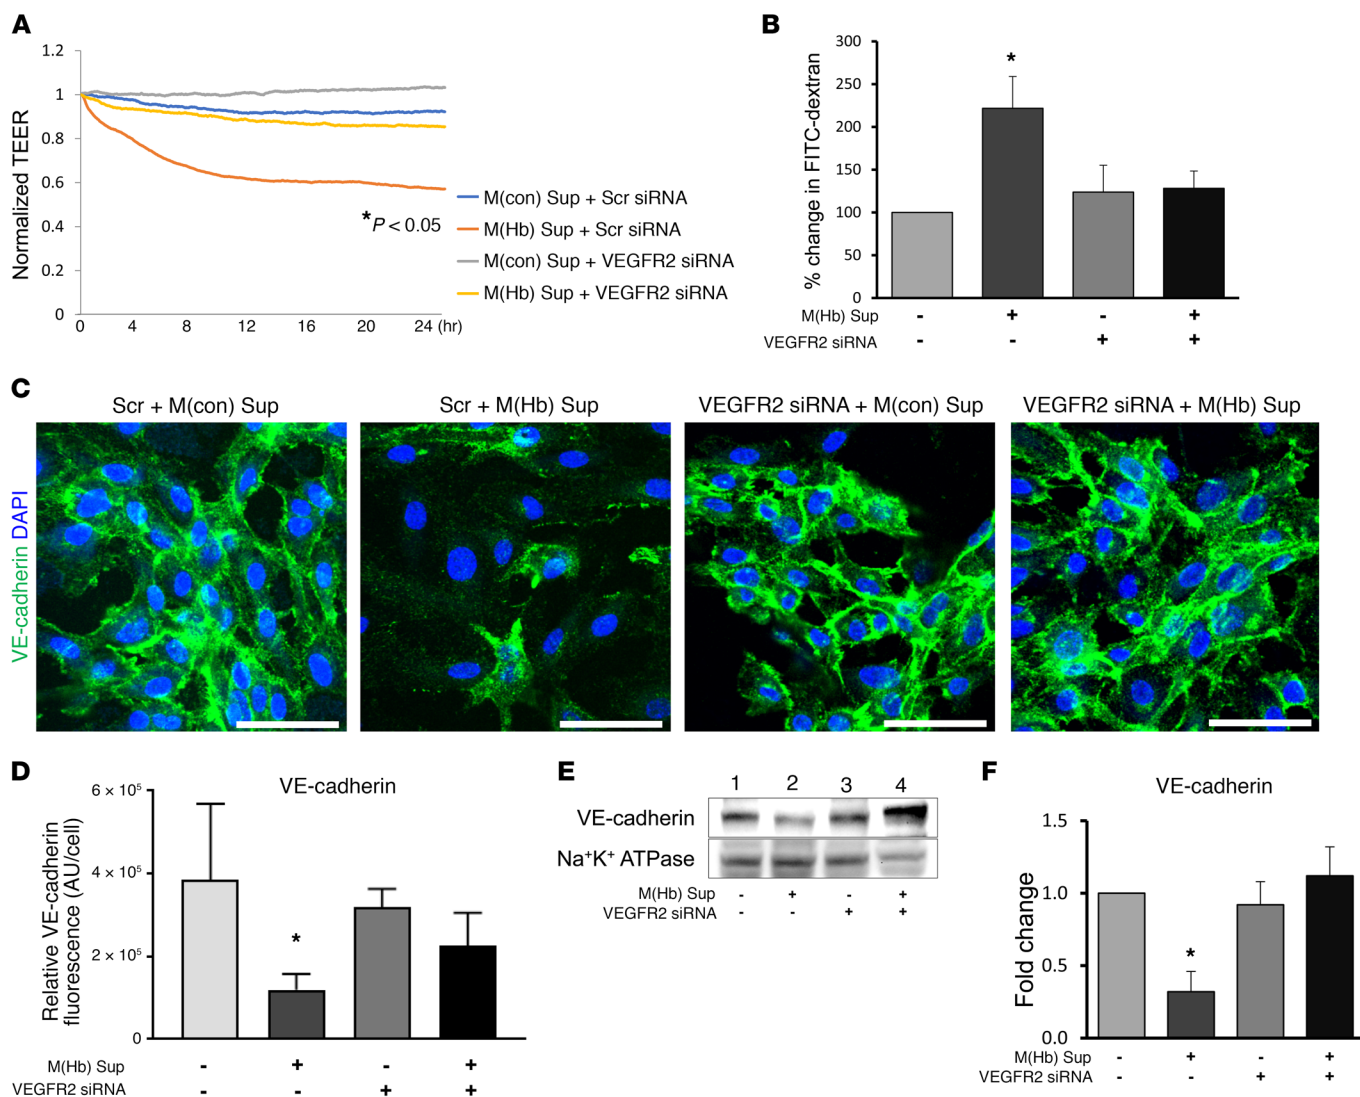 A
Normalized TEER
1.2
1
0.8
0.6
0.4
0.2
0
0 4 8 12 16 20 24 (hr)
*P < 0.05
M(con) Sup + Scr siRNA
M(Hb) Sup + Scr siRNA
M(con) Sup + VEGFR2 siRNA
M(Hb) Sup + VEGFR2 siRNA
B
% change in FITC-dextran
300
250
200
150
100
50
0
*
M(Hb) Sup - + - +
VEGFR2 siRNA - - + +
C
Scr + M(con) Sup
Scr + M(Hb) Sup
VEGFR2 siRNA + M(con) Sup
VEGFR2 siRNA + M(Hb) Sup
VE-cadherin DAPI
D
VE-cadherin
Relative VE-cadherin
fluorescence (AU/cell)
6 × 10⁵
4 × 10⁵
2 × 10⁵
0
*
M(Hb) Sup - + - +
VEGFR2 siRNA - - + +
E
1 2 3 4
VE-cadherin
Na⁺K⁺ ATPase
M(Hb) Sup - + - +
VEGFR2 siRNA - - + +
F
VE-cadherin
Fold change
1.5
1.0
0.5
0.0
*
M(Hb) Sup - + - +
VEGFR2 siRNA - - + +